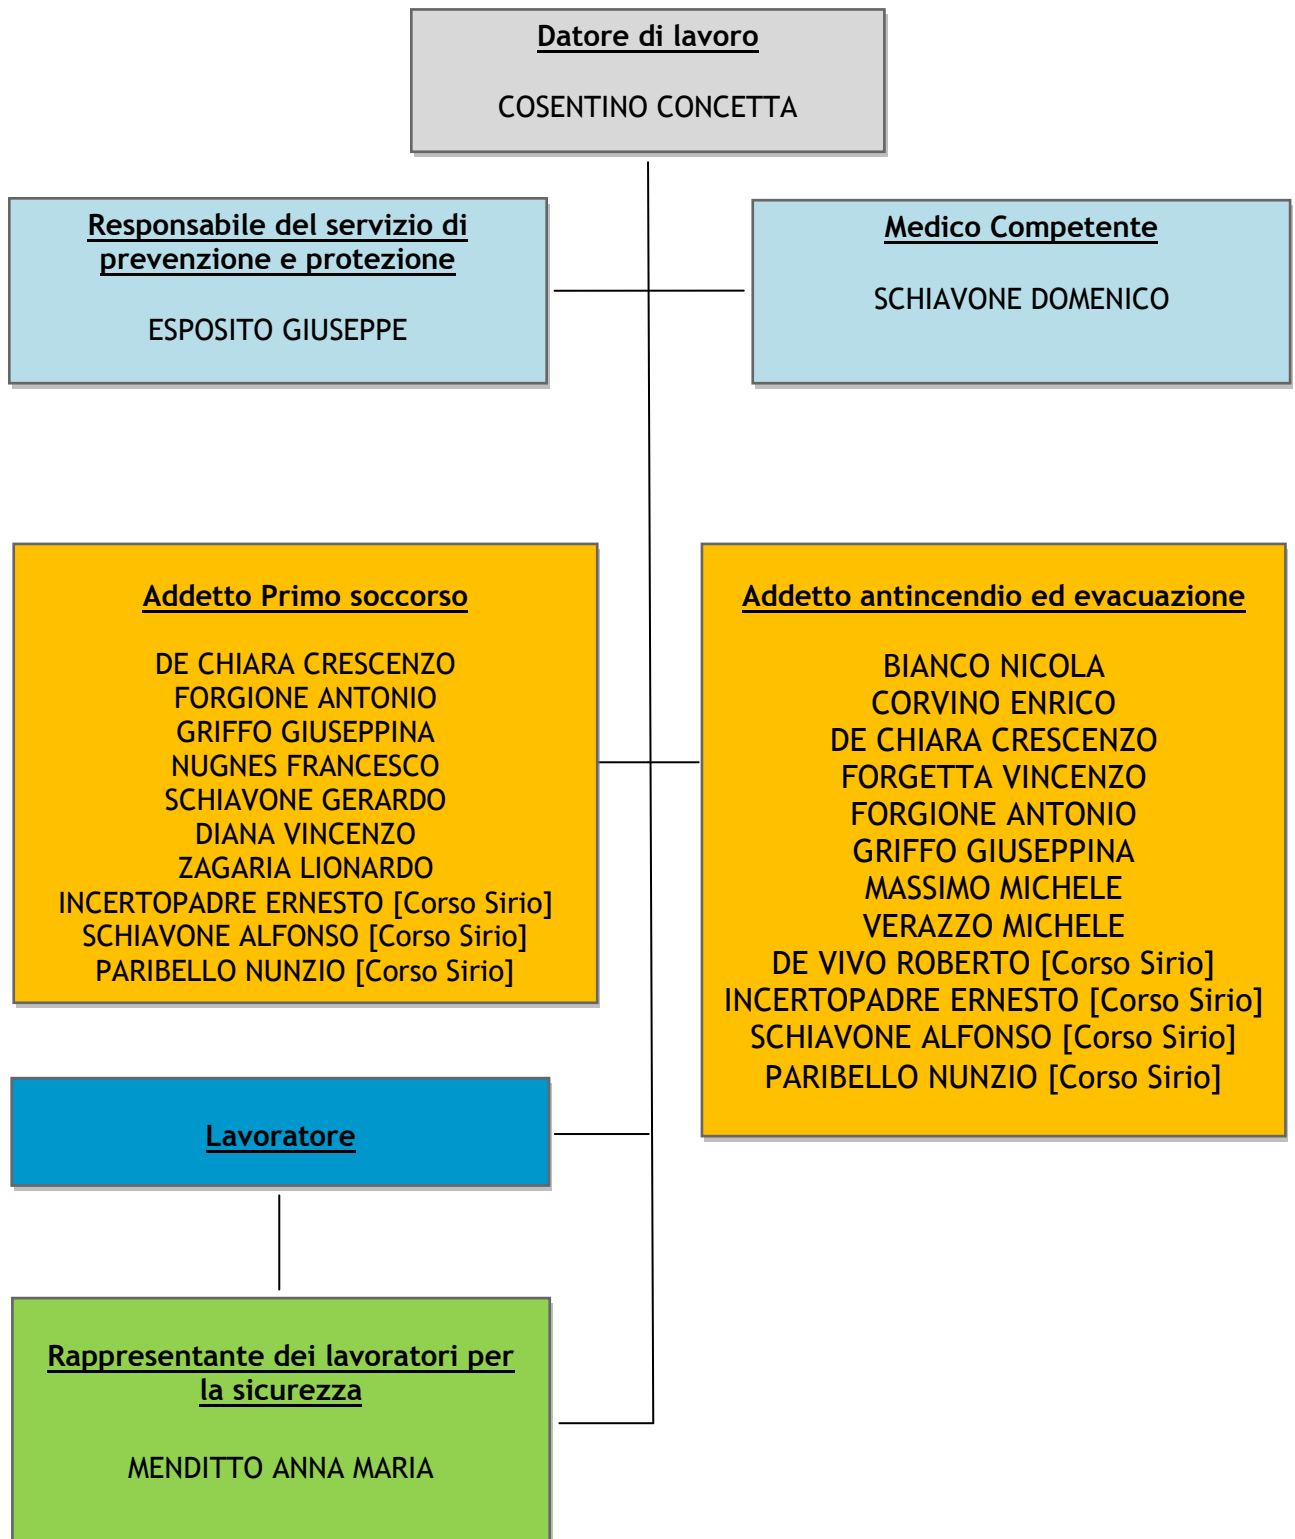 Datore di lavoro
COSENTINO CONCETTA
Responsabile del servizio di
prevenzione e protezione
ESPOSITO GIUSEPPE
Medico Competente
SCHIAVONE DOMENICO
Addetto Primo soccorso
DE CHIARA CRESCENZO
FORGIONE ANTONIO
GRIFFO GIUSEPPINA
NUGNES FRANCESCO
SCHIAVONE GERARDO
DIANA VINCENZO
ZAGARIA LIONARDO
INCERTOPADRE ERNESTO [Corso Sirio]
SCHIAVONE ALFONSO [Corso Sirio]
PARIBELLO NUNZIO [Corso Sirio]
Addetto antincendio ed evacuazione
BIANCO NICOLA
CORVINO ENRICO
DE CHIARA CRESCENZO
FORGETTA VINCENZO
FORGIONE ANTONIO
GRIFFO GIUSEPPINA
MASSIMO MICHELE
VERAZZO MICHELE
DE VIVO ROBERTO [Corso Sirio]
INCERTOPADRE ERNESTO [Corso Sirio]
SCHIAVONE ALFONSO [Corso Sirio]
PARIBELLO NUNZIO [Corso Sirio]
Lavoratore
Rappresentante dei lavoratori per
la sicurezza
MENDITTO ANNA MARIA